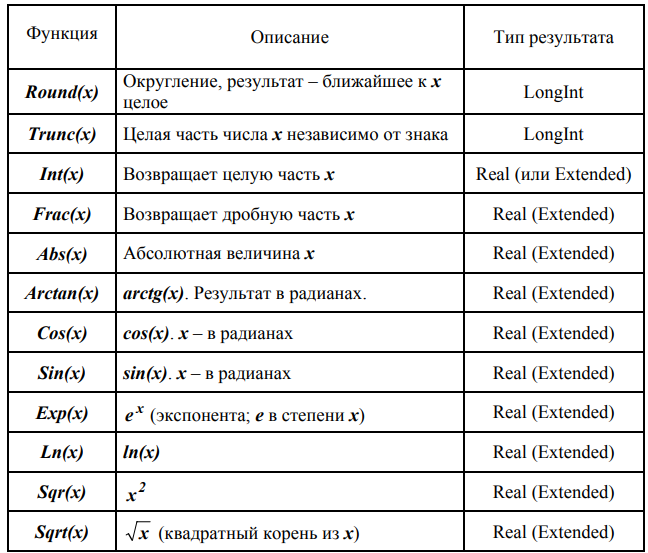 Функция Описание Тип результата
Round(x) Округление, результат – ближайшее к x LongInt
целое
Trunc(x) Целая часть числа x независимо от знака LongInt
Int(x) Возвращает целую часть x Real (или Extended)
Frac(x) Возвращает дробную часть x Real (Extended)
Abs(x) Абсолютная величина x Real (Extended)
Arctan(x) arctg(x). Результат в радианах. Real (Extended)
Cos(x) cos(x). x – в радианах Real (Extended)
Sin(x) sin(x). x – в радианах Real (Extended)
Exp(x) e^x (экспонента; e в степени x) Real (Extended)
Ln(x) ln(x) Real (Extended)
Sqr(x) x^2 Real (Extended)
Sqrt(x) √x (квадратный корень из x) Real (Extended)